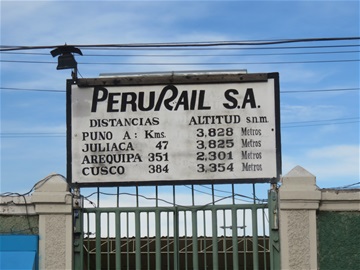 PERURAIL S.A.
DISTANCIAS ALTITUD s.n.m.
PUNO A: Kms. 3,828 Metros
JULIACA 47 3,825 Metros
AREQUIPA 351 2,301 Metros
CUSCO 384 3,354 Metros